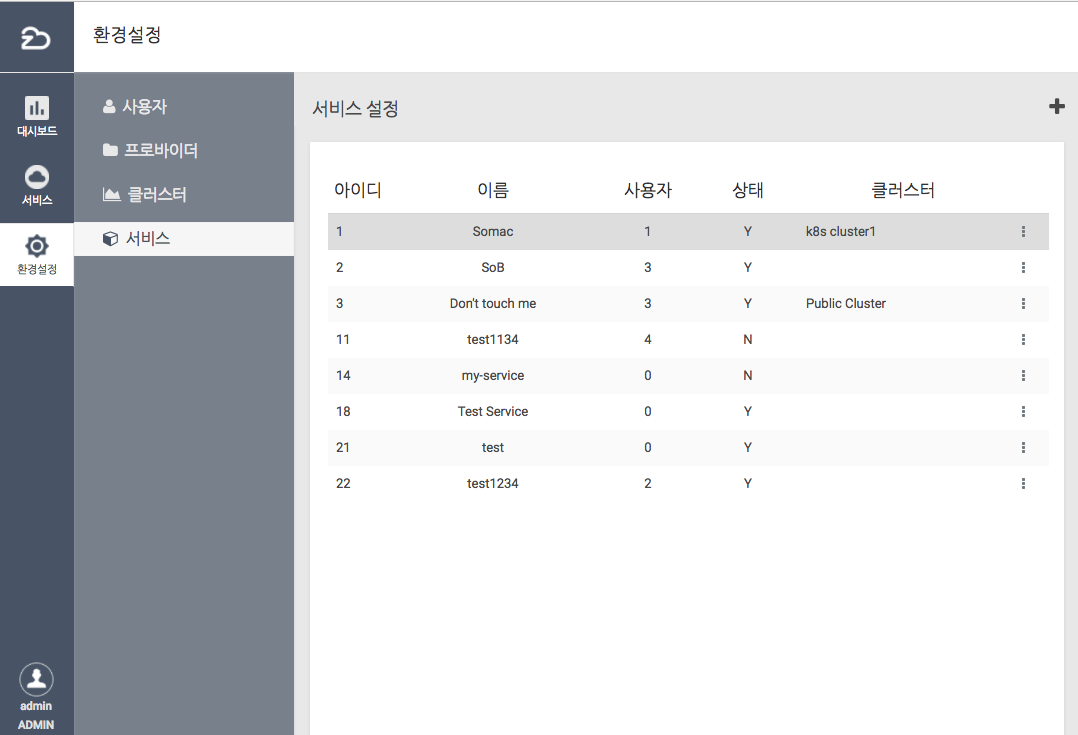 환경설정
대시보드
서비스
환경설정
admin
ADMIN
사용자
프로바이더
클러스터
서비스
서비스 설정
아이디 이름 사용자 상태 클러스터
1 Somac 1 Y k8s cluster1
2 SoB 3 Y
3 Don't touch me 3 Y Public Cluster
11 test1134 4 N
14 my-service 0 N
18 Test Service 0 Y
21 test 0 Y
22 test1234 2 Y